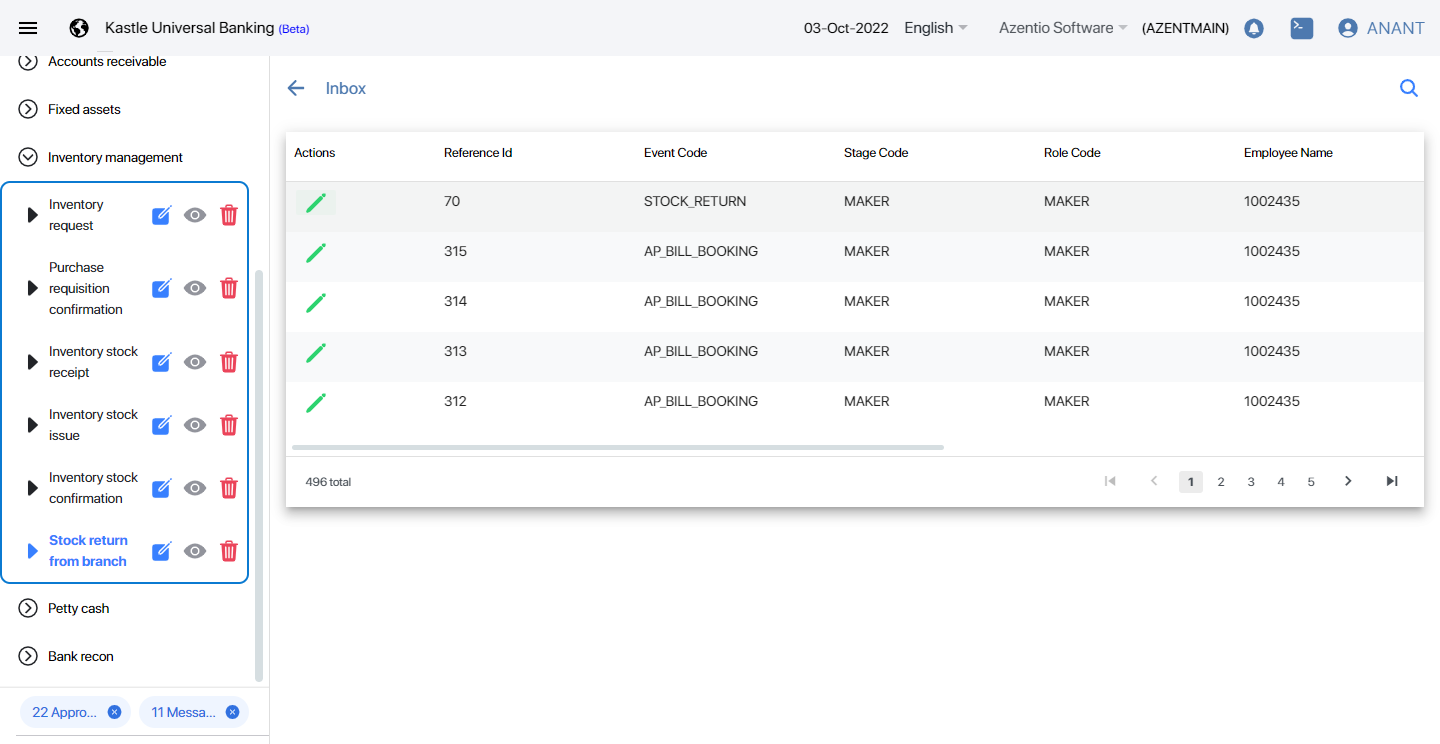 Kastle Universal Banking (Beta)
03-Oct-2022
English
Azentio Software
(AZENTMAIN)
ANANT
Accounts receivable
Fixed assets
Inventory management
Inventory
request
Purchase
requisition
confirmation
Inventory stock
receipt
Inventory stock
issue
Inventory stock
confirmation
Stock return
from branch
Petty cash
Bank recon
22 Appro...
11 Messa...
Inbox
Actions Reference Id Event Code Stage Code Role Code Employee Name
70 STOCK_RETURN MAKER MAKER 1002435
315 AP_BILL_BOOKING MAKER MAKER 1002435
314 AP_BILL_BOOKING MAKER MAKER 1002435
313 AP_BILL_BOOKING MAKER MAKER 1002435
312 AP_BILL_BOOKING MAKER MAKER 1002435
496 total
1 2 3 4 5